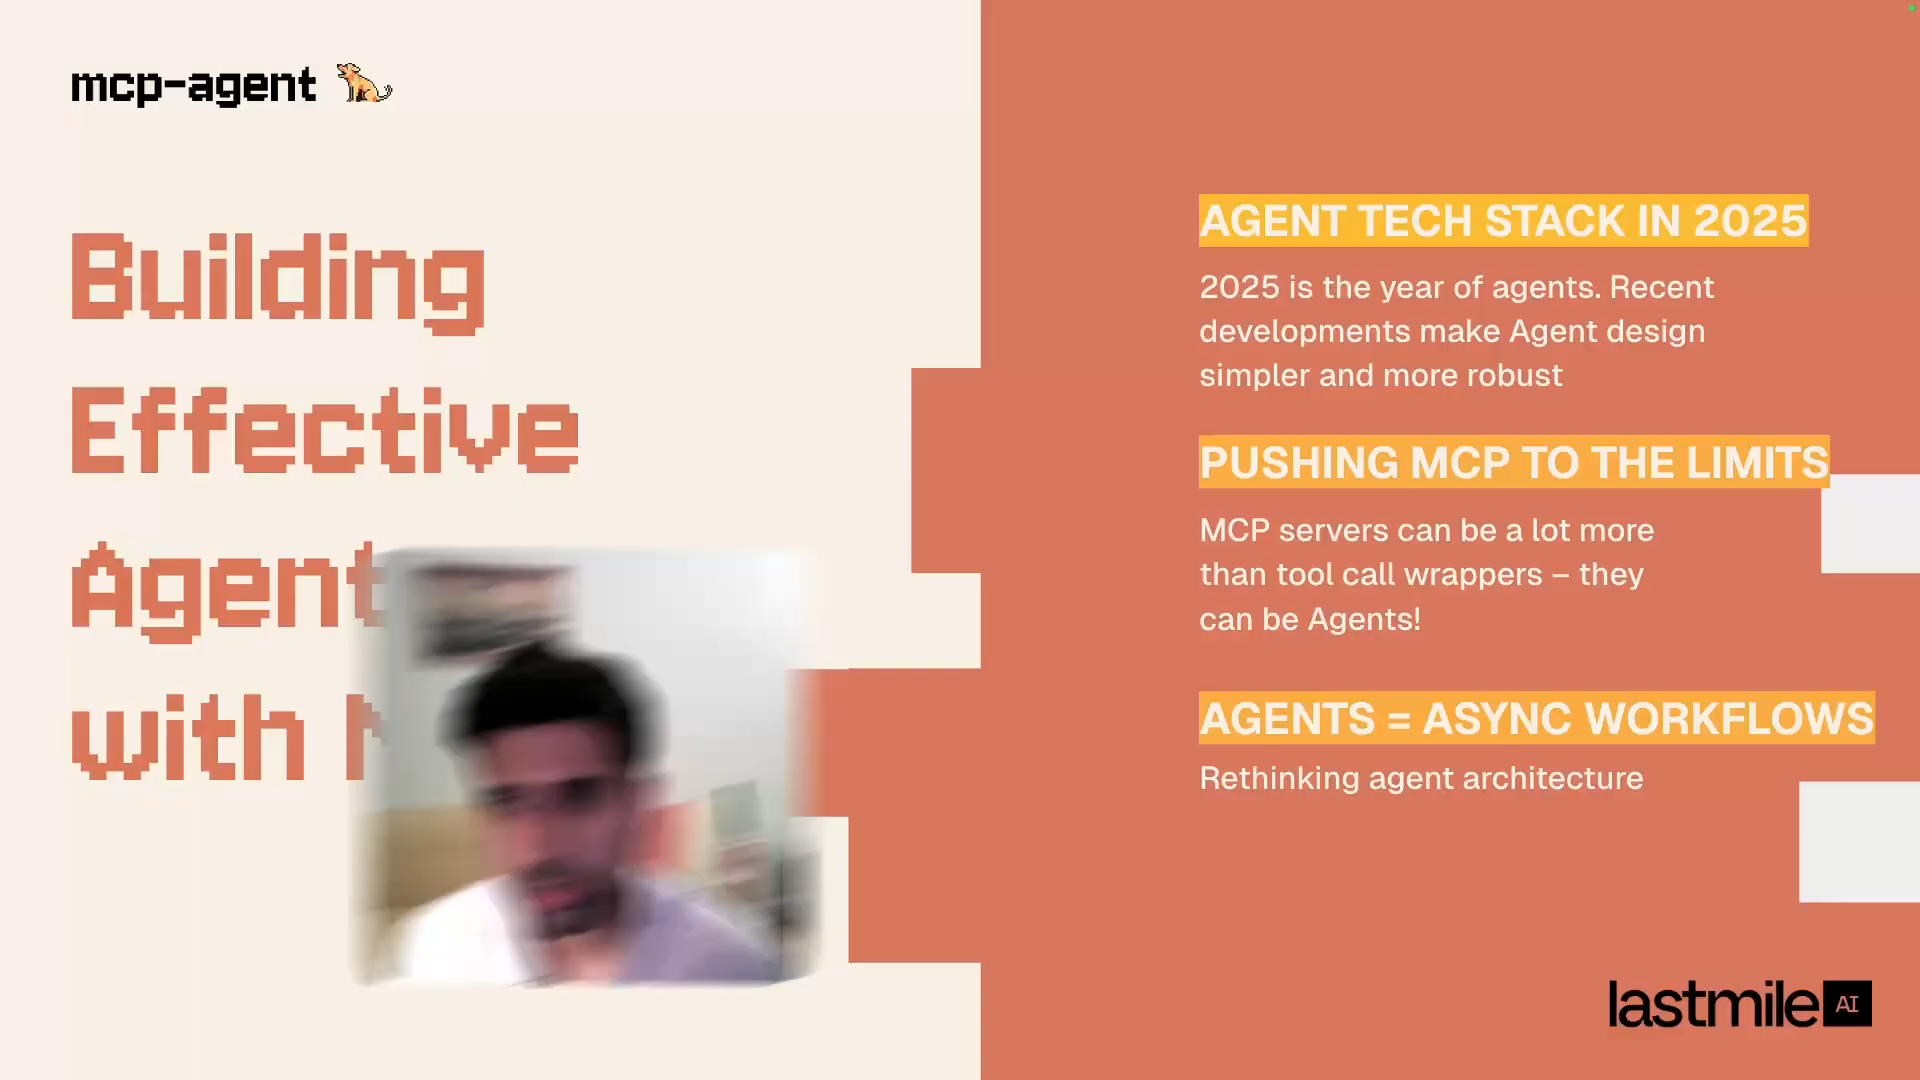 mcp-agent
Building
Effective
Agent
with
AGENT TECH STACK IN 2025
2025 is the year of agents. Recent
developments make Agent design
simpler and more robust
PUSHING MCP TO THE LIMITS
MCP servers can be a lot more
than tool call wrappers – they
can be Agents!
AGENTS = ASYNC WORKFLOWS
Rethinking agent architecture
lastmile AI